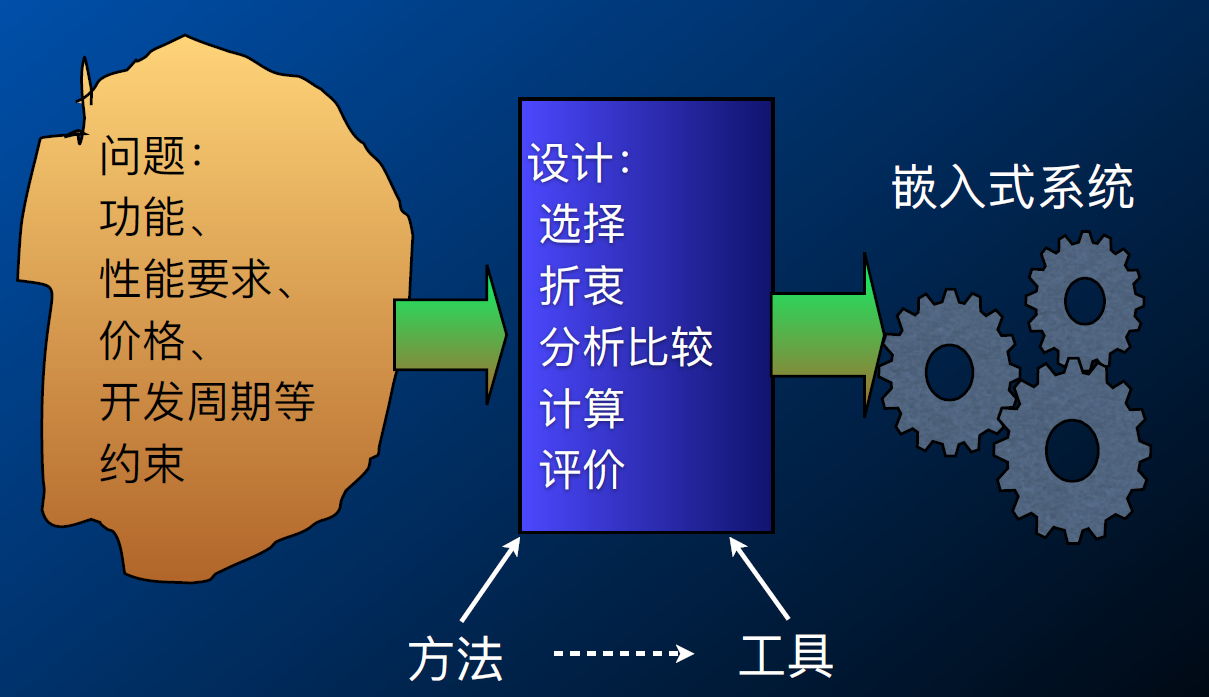 问题：
功能、
性能要求、
价格、
开发周期等
约束
设计：
选择
折衷
分析比较
计算
评价
嵌入式系统
方法
工具